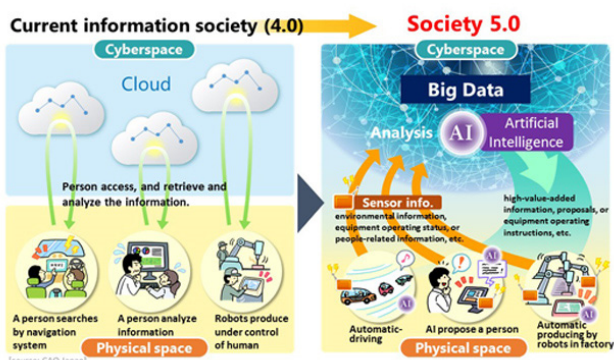 Current information society (4.0)
Society 5.0
Cyberspace
Cloud
Person access, and retrieve and
analyze the information.
A person searches
by navigation
system
A person analyze
information
Robots produce
under control
of human
Physical space
Cyberspace
Big Data
Analysis
AI
Artificial
Intelligence
Sensor info.
environmental information,
equipment operating status, or
people-related information, etc.
high-value-added
information, proposals, or
equipment operating
instructions, etc.
AI
AI
AI
Automatic-
driving
AI propose a person
Automatic
producing by
robots in factory
Physical space